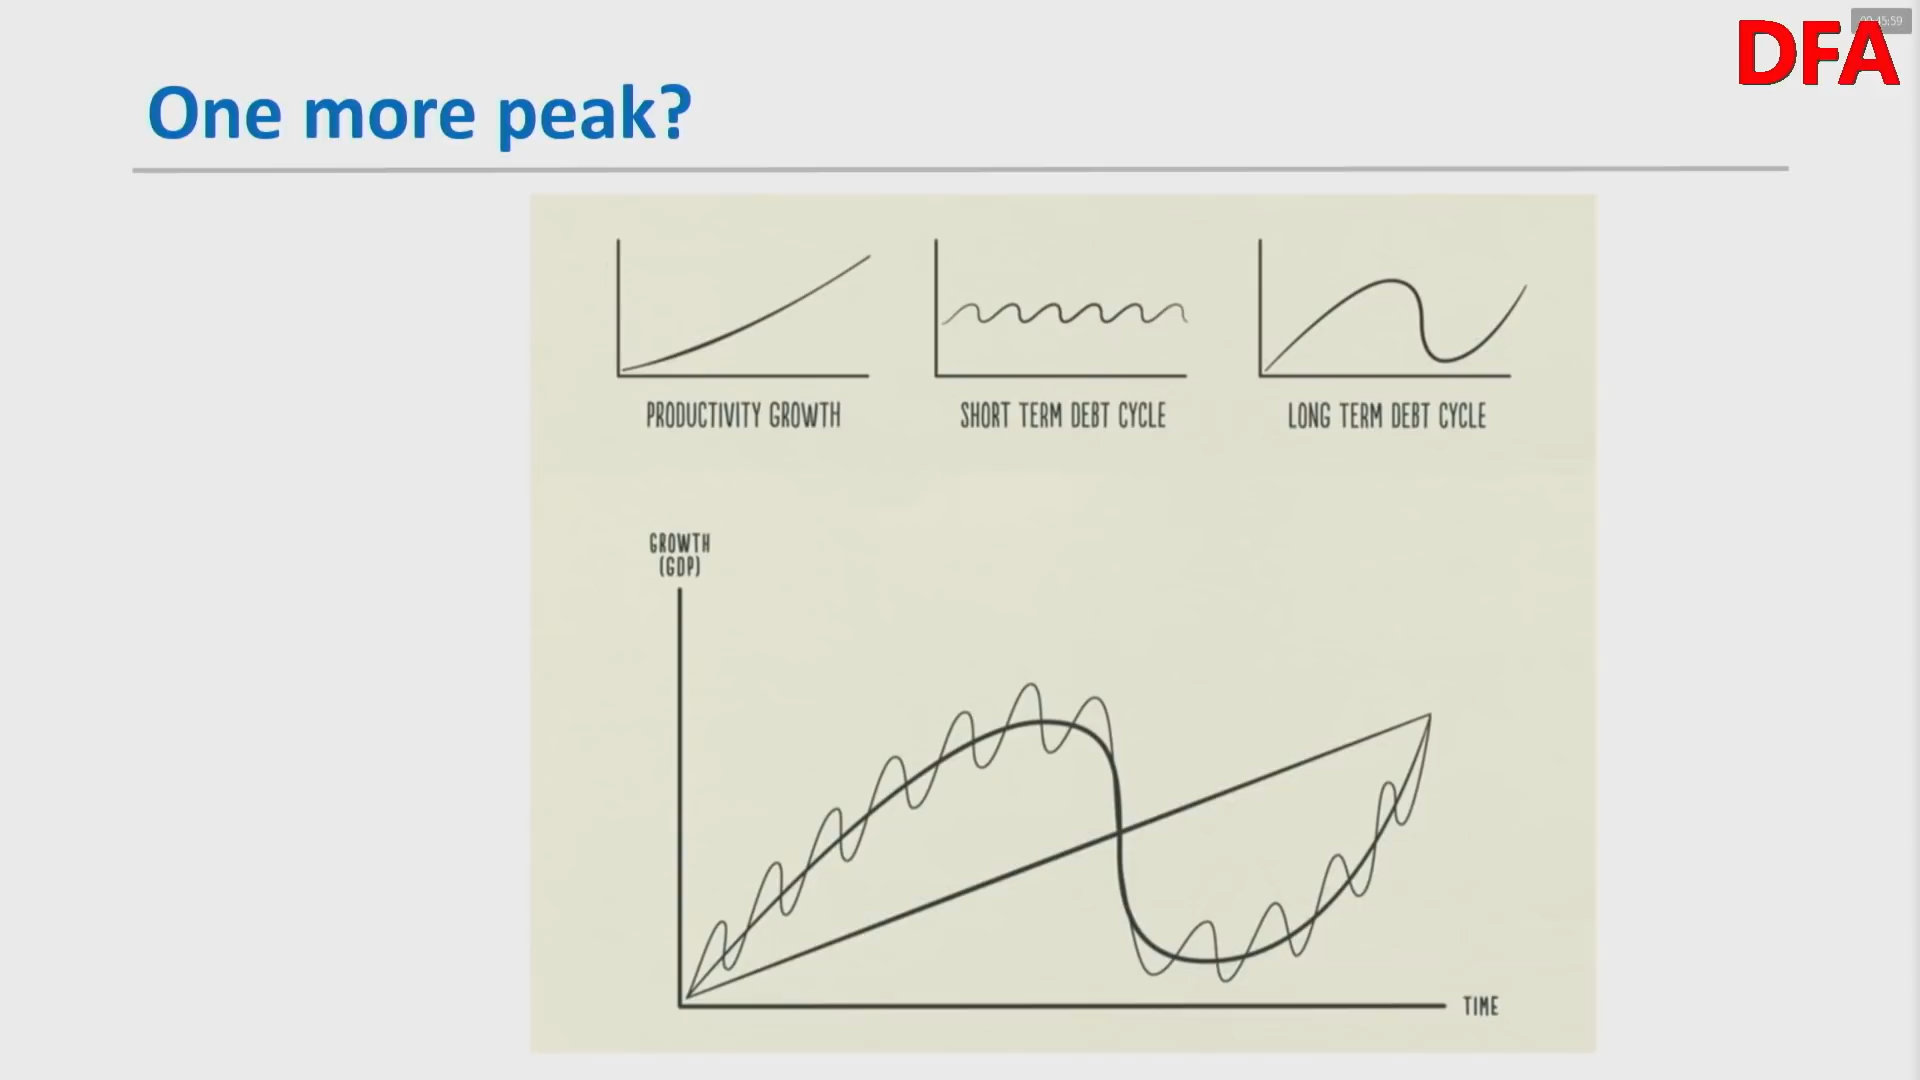 One more peak?
DFA
PRODUCTIVITY GROWTH
SHORT TERM DEBT CYCLE
LONG TERM DEBT CYCLE
GROWTH
(GDP)
TIME